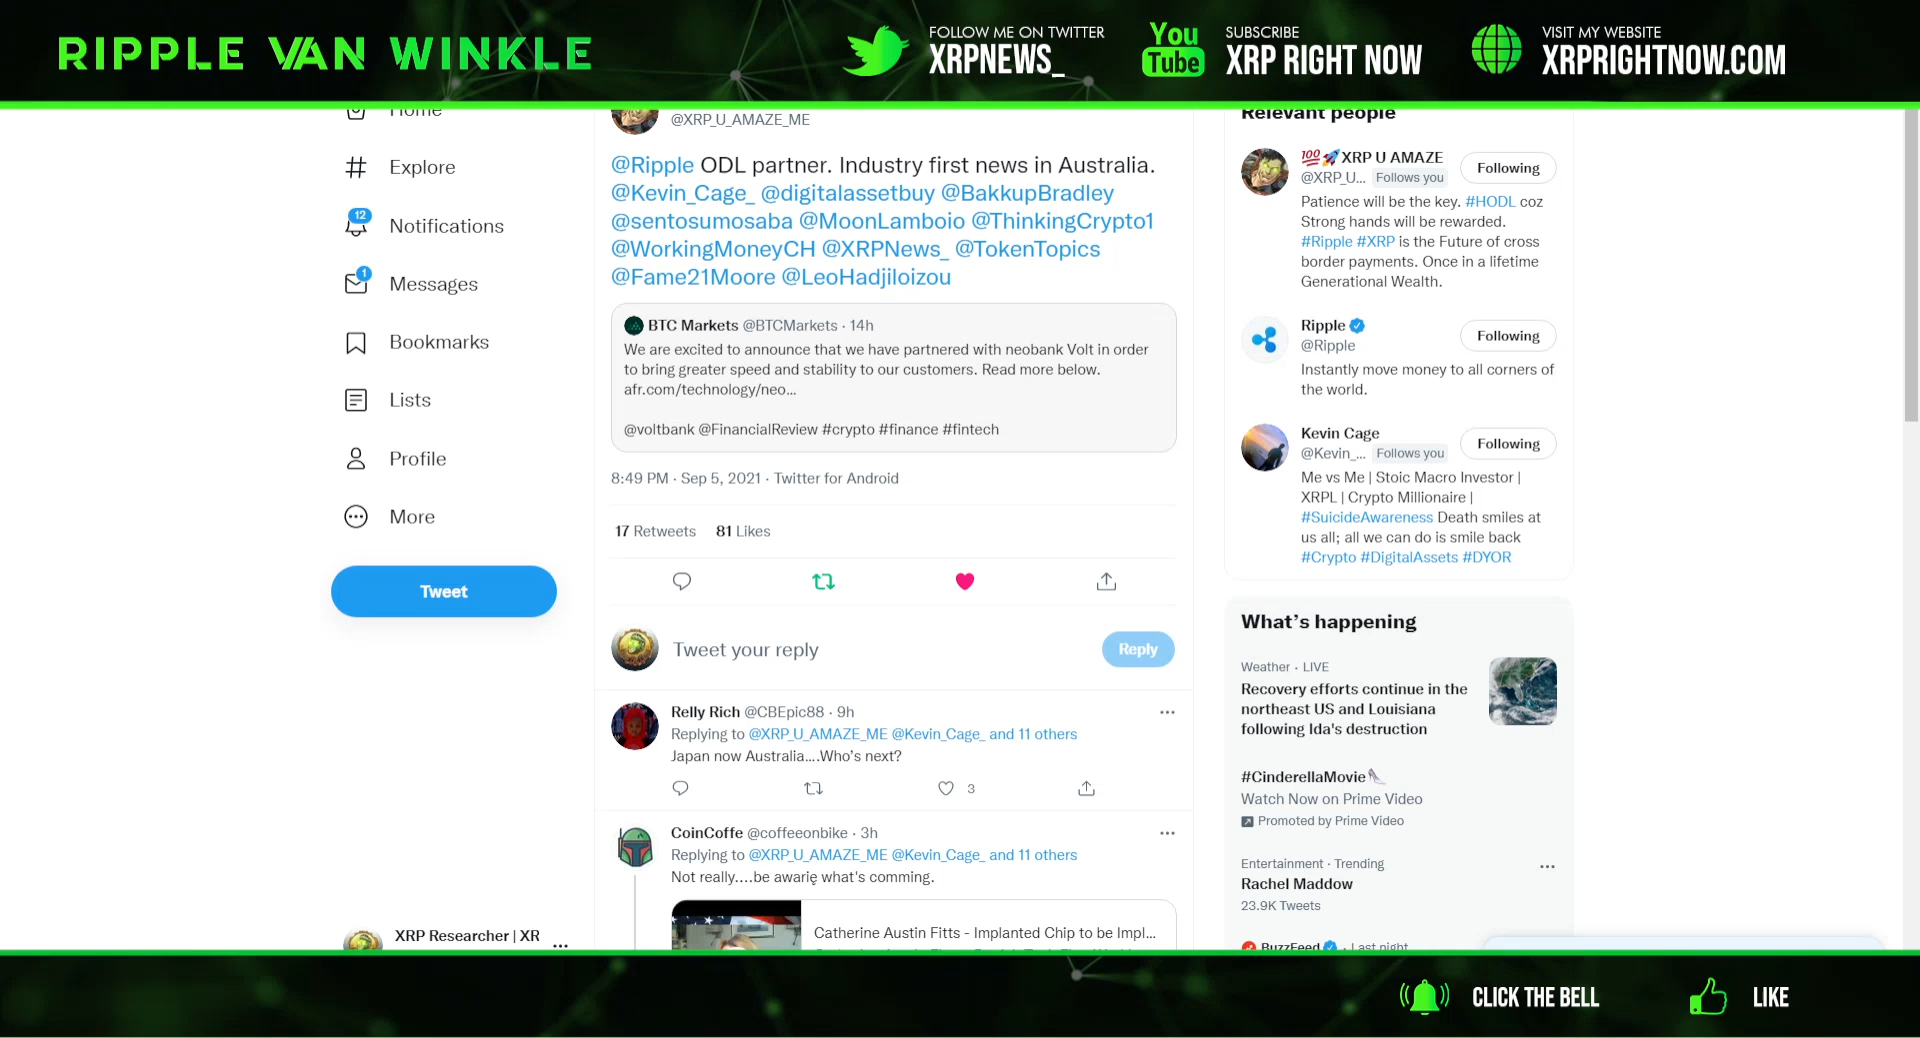 RIPPLE VAN WINKLE
FOLLOW ME ON TWITTER
XRPNEWS_
You
Tube
SUBSCRIBE
XRP RIGHT NOW
VISIT MY WEBSITE
XRPRIGHTNOW.COM
Home
Explore
12
Notifications
1
Messages
Bookmarks
Lists
Profile
More
Tweet
XRP Researcher | XR
@XRP_U_AMAZE_ME
@Ripple ODL partner. Industry first news in Australia.
@Kevin_Cage_ @digitalassetbuy @BakkupBradley
@sentosumosaba @MoonLamboio @ThinkingCrypto1
@WorkingMoneyCH @XRPNews_ @TokenTopics
@Fame21Moore @LeoHadjiloizou
BTC Markets @BTCMarkets · 14h
We are excited to announce that we have partnered with neobank Volt in order
to bring greater speed and stability to our customers. Read more below.
afr.com/technology/neo…
@voltbank @FinancialReview #crypto #finance #fintech
8:49 PM · Sep 5, 2021 · Twitter for Android
17 Retweets 81 Likes
Tweet your reply
Reply
Relly Rich @CBEpic88 · 9h
Replying to @XRP_U_AMAZE_ME @Kevin_Cage_ and 11 others
Japan now Australia....Who's next?
3
CoinCoffe @coffeeonbike · 3h
Replying to @XRP_U_AMAZE_ME @Kevin_Cage_ and 11 others
Not really....be awarię what's comming.
Catherine Austin Fitts - Implanted Chip to be Impl...
Relevant people
💯🚀XRP U AMAZE
@XRP_U... Follows you
Following
Patience will be the key. #HODL coz
Strong hands will be rewarded.
#Ripple #XRP is the Future of cross
border payments. Once in a lifetime
Generational Wealth.
Ripple
@Ripple
Following
Instantly move money to all corners of
the world.
Kevin Cage
@Kevin_... Follows you
Following
Me vs Me | Stoic Macro Investor |
XRPL | Crypto Millionaire |
#SuicideAwareness Death smiles at
us all; all we can do is smile back
#Crypto #DigitalAssets #DYOR
What's happening
Weather · LIVE
Recovery efforts continue in the
northeast US and Louisiana
following Ida's destruction
#CinderellaMovie
Watch Now on Prime Video
Promoted by Prime Video
Entertainment · Trending
Rachel Maddow
23.9K Tweets
BuzzFeed · Last night
CLICK THE BELL
LIKE